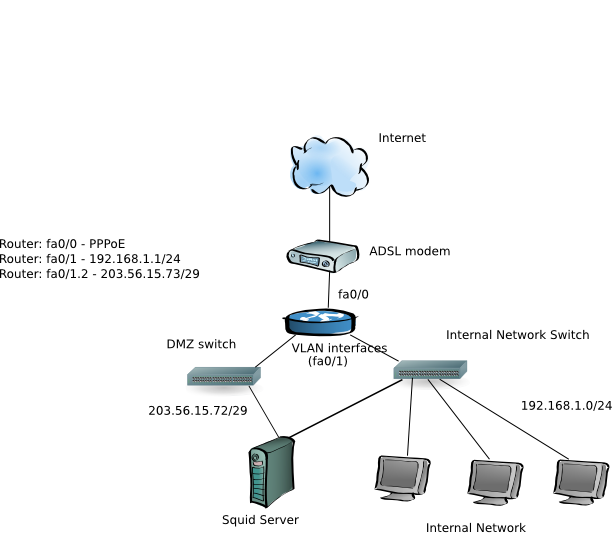 Internet
Router: fa0/0 - PPPoE
Router: fa0/1 - 192.168.1.1/24
Router: fa0/1.2 - 203.56.15.73/29
ADSL modem
fa0/0
DMZ switch
VLAN interfaces
(fa0/1)
Internal Network Switch
203.56.15.72/29
192.168.1.0/24
Squid Server
Internal Network